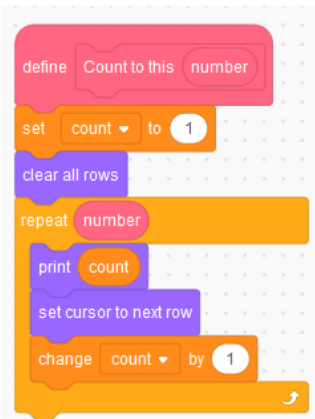 define Count to this number
set count to 1
clear all rows
repeat number
print count
set cursor to next row
change count by 1